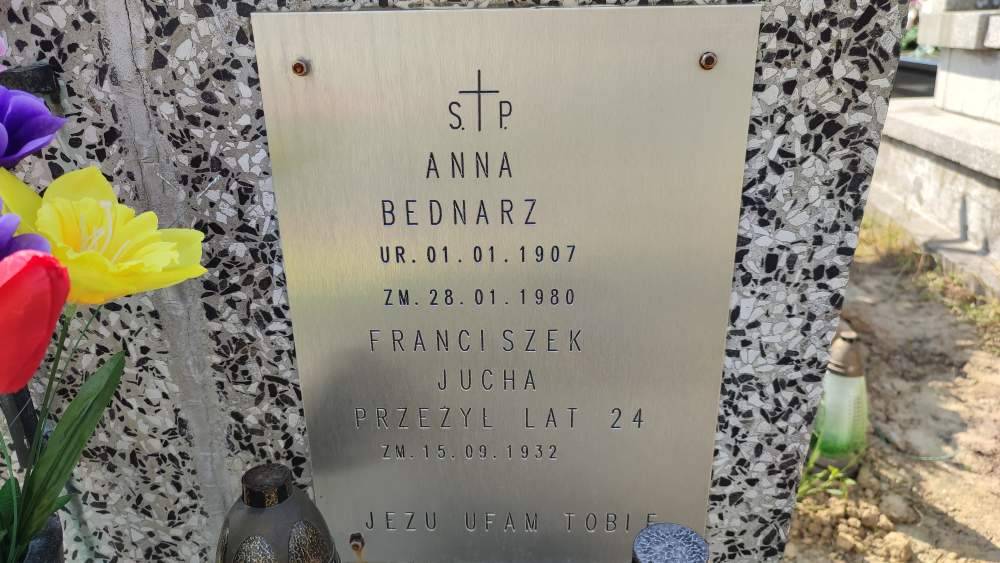 S. P.
ANNA
BEDNARZ
UR. 01.01.1907
ZM. 28.01.1980
FRANCISZEK
JUCHA
PRZEŻYŁ LAT 24
ZM. 15.09.1932
JEZU UFAM TOBIE